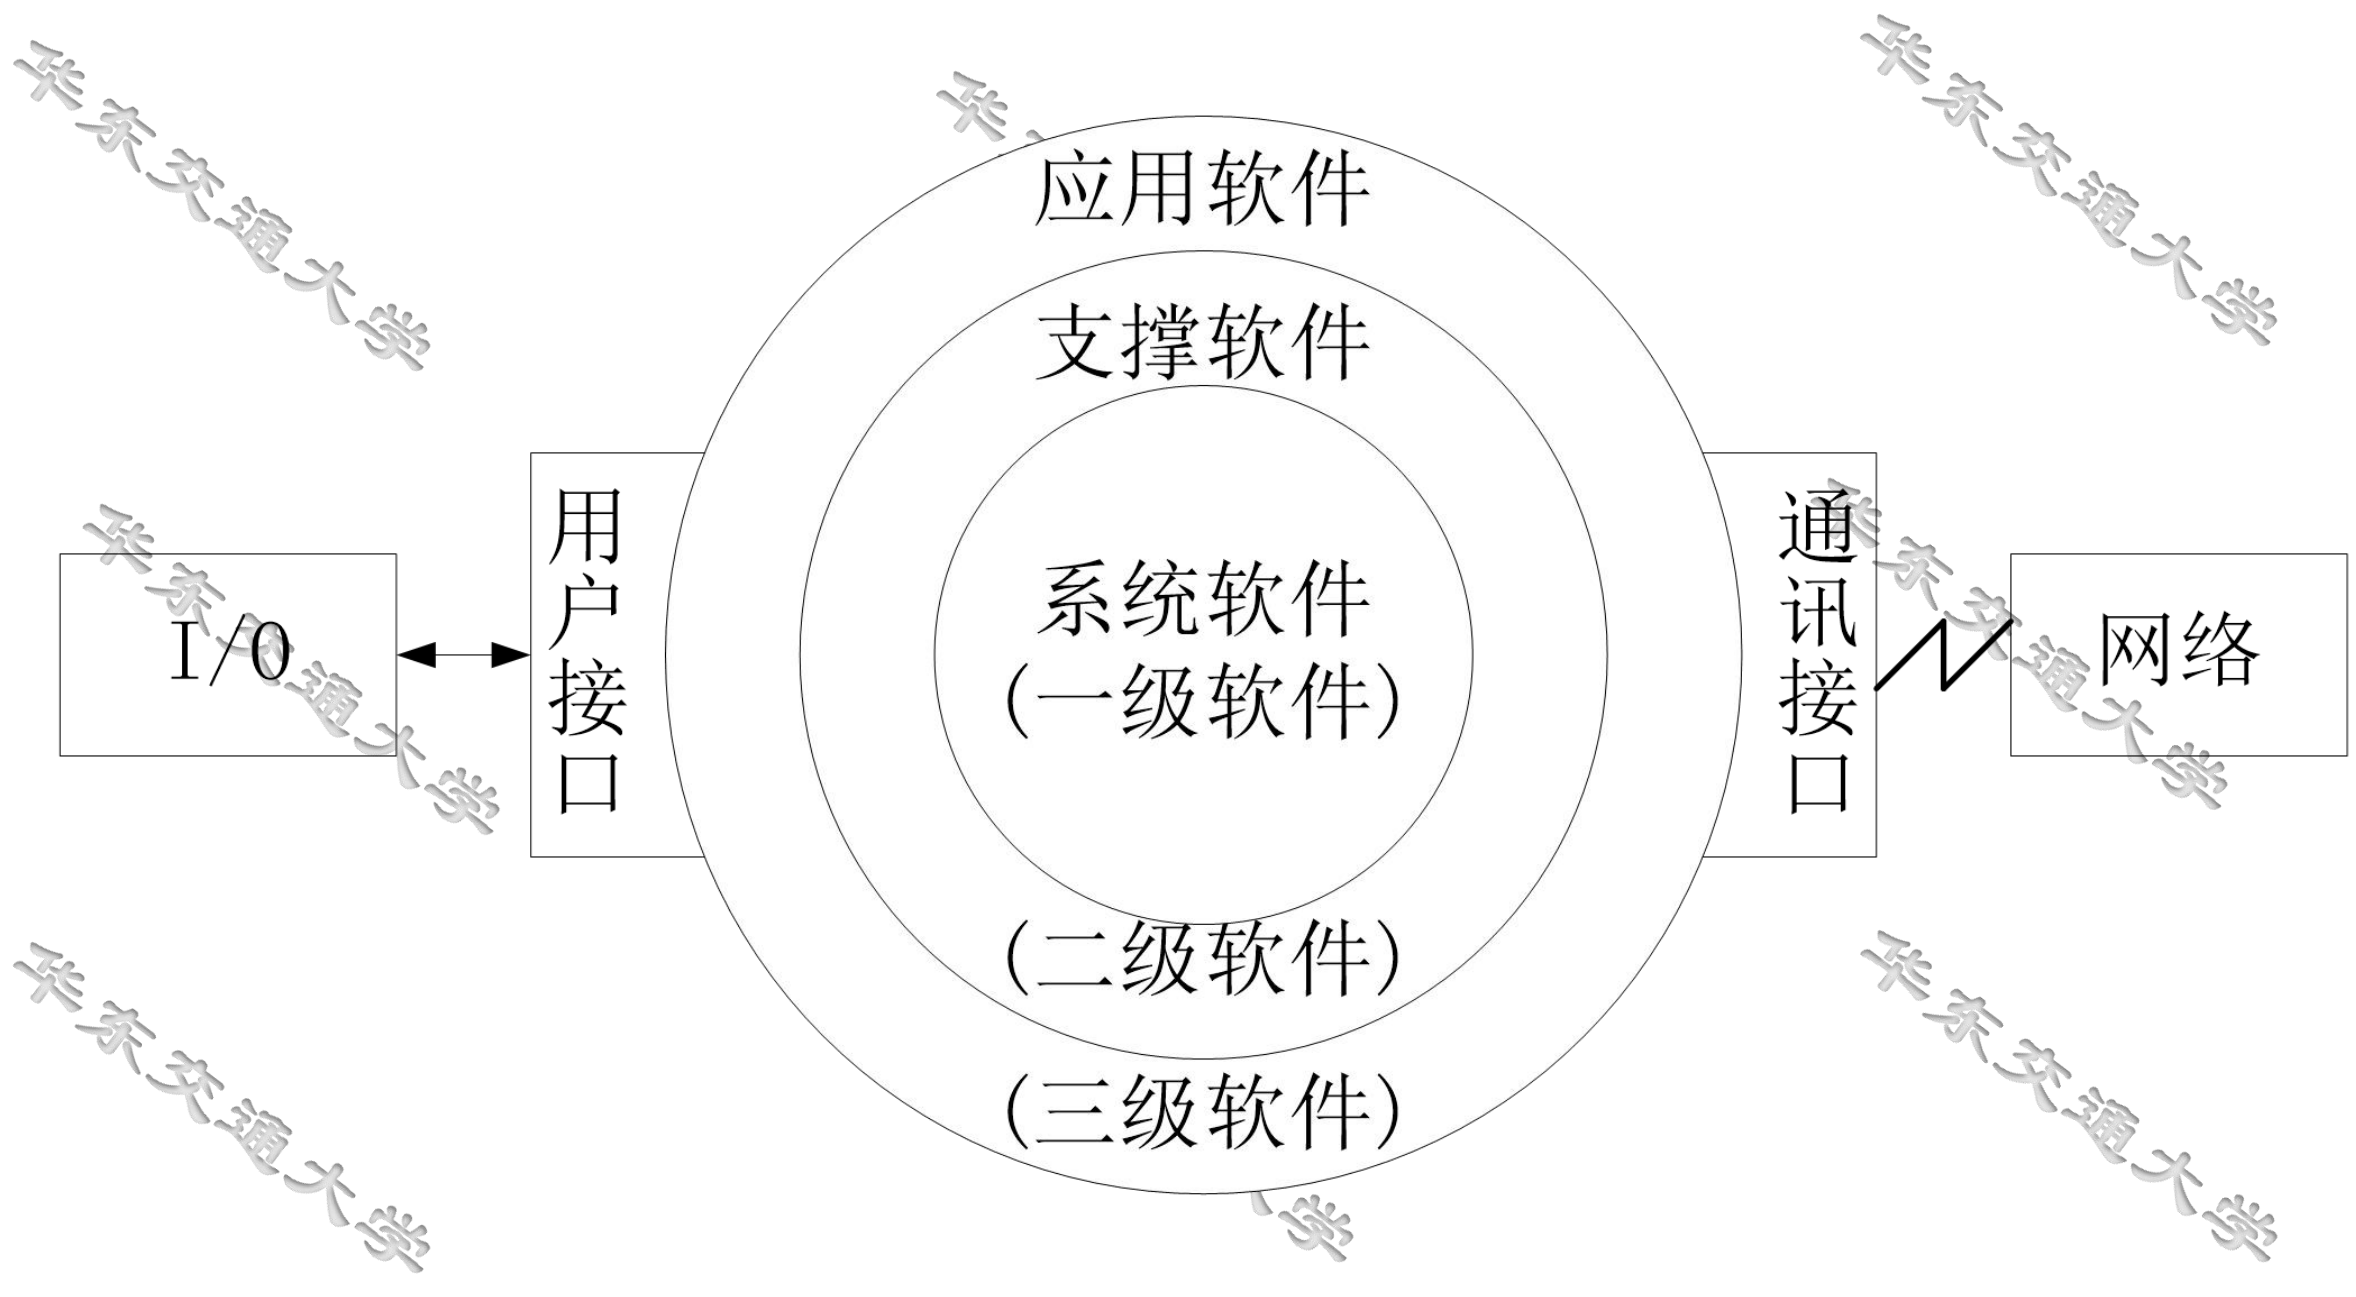 华东交通大学
华
华东交通大学
应用软件
支撑软件
系统软件
(一级软件)
(二级软件)
(三级软件)
用户接口
通讯接口
I/O
网络
华东交通大学
华东交通大学
华东交通大学
学
华东交通大学